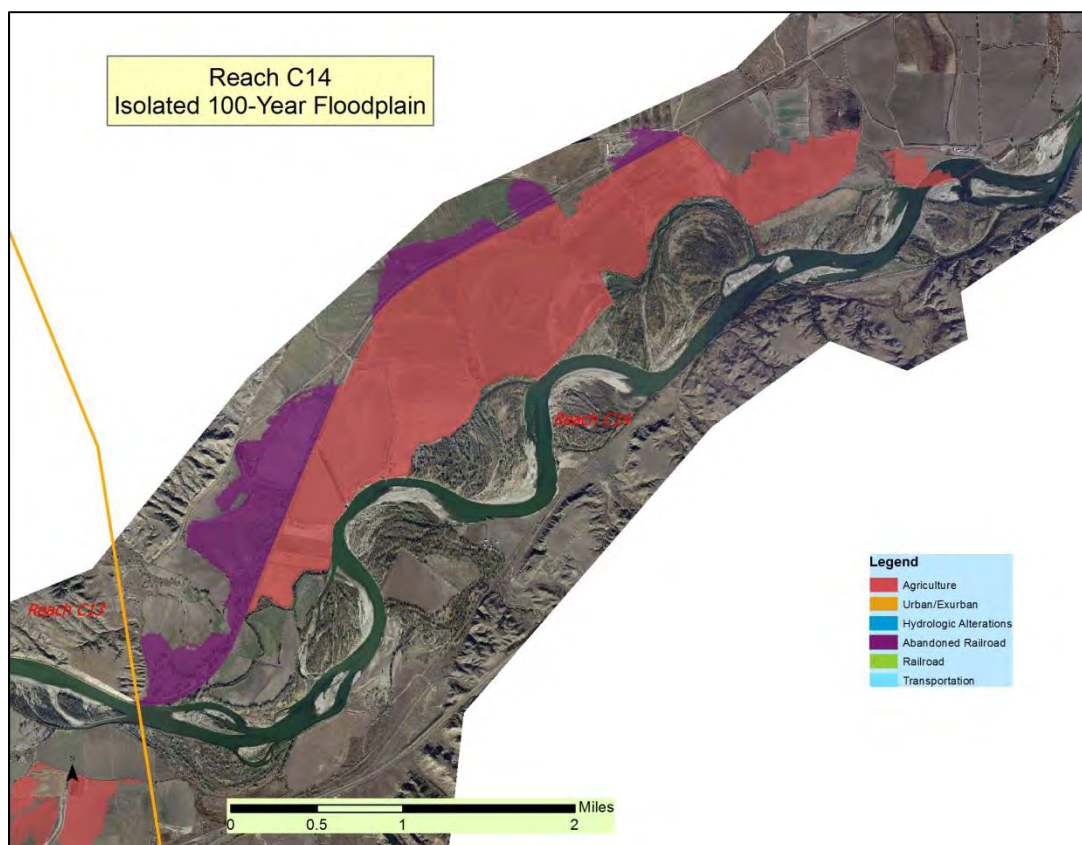 Reach C14
Isolated 100-Year Floodplain
Reach C14
Reach C13
Legend
Agriculture
Urban/Exurban
Hydrologic Alterations
Abandoned Railroad
Railroad
Transportation
N
Miles
0 0.5 1 2